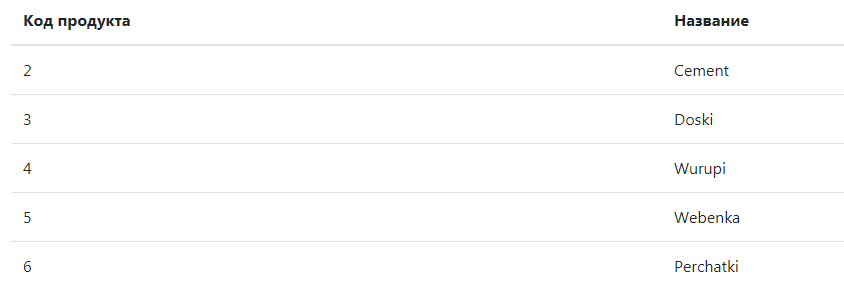 Код продукта Название
2 Cement
3 Doski
4 Wurupi
5 Webenka
6 Perchatki